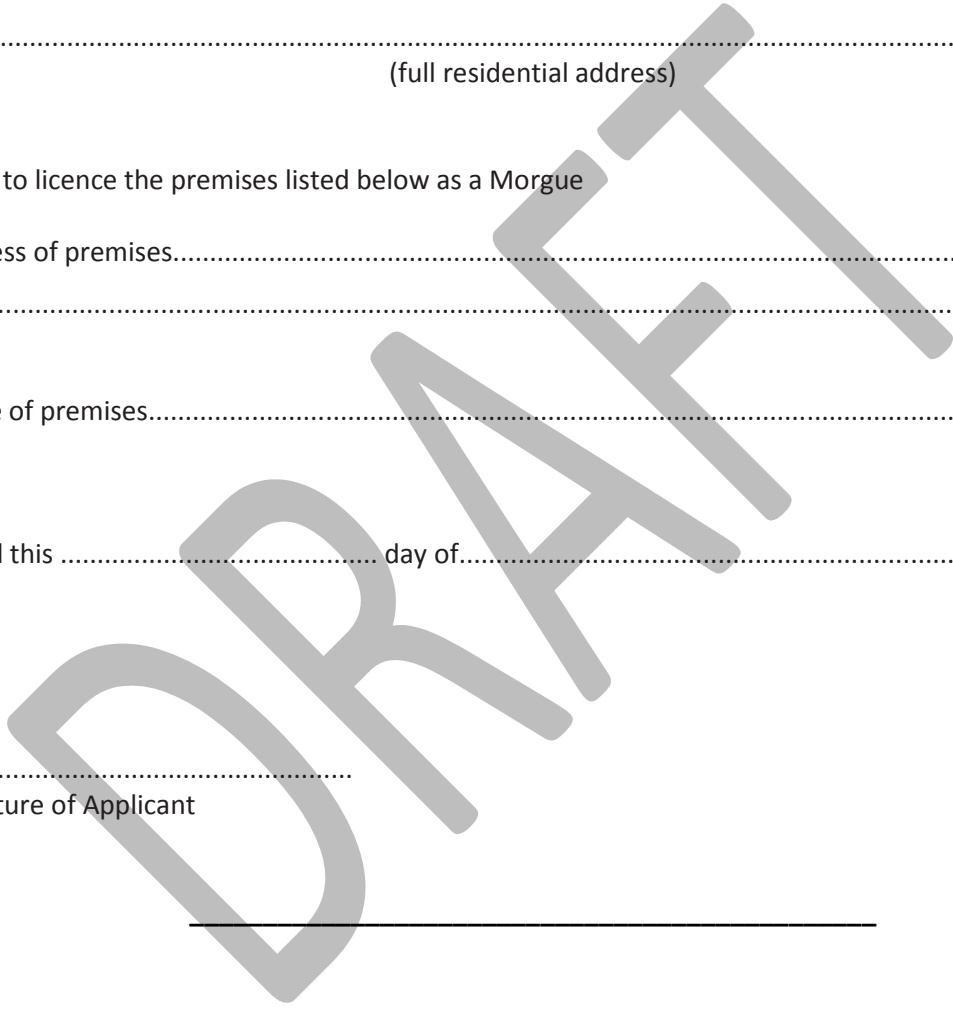 ................................................................................................................................
(full residential address)
to licence the premises listed below as a Morgue
ess of premises..........................................................................................................
................................................................................................................................
e of premises.............................................................................................................
d this ........................................... day of...................................................................
................................................
ture of Applicant
DRAFT